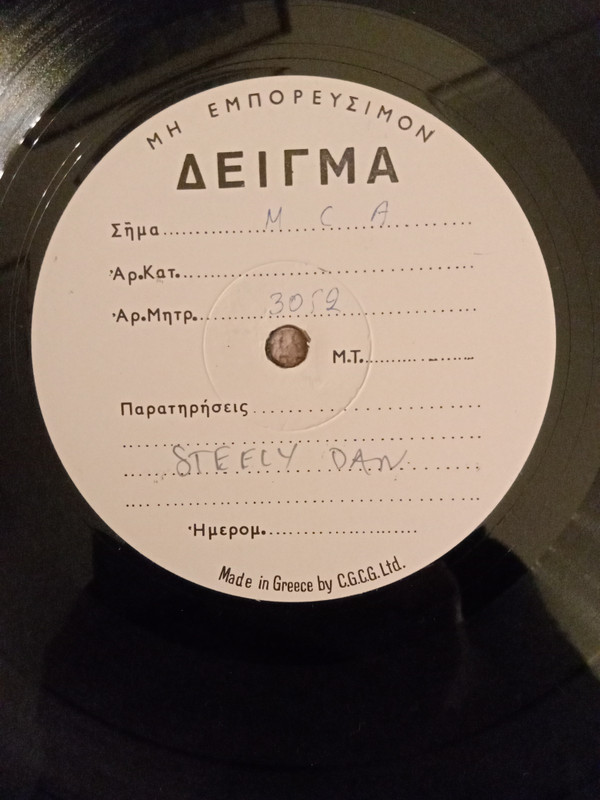 ΜΗ ΕΜΠΟΡΕΥΣΙΜΟΝ
ΔΕΙΓΜΑ
Σῆμα.......... M C A
Ἀρ.Κατ.
Ἀρ.Μητρ.......... 3052
Μ.Τ.
Παρατηρήσεις
STEELY DAN
Ἡμερομ.
Made in Greece by C.G.C.G. Ltd.